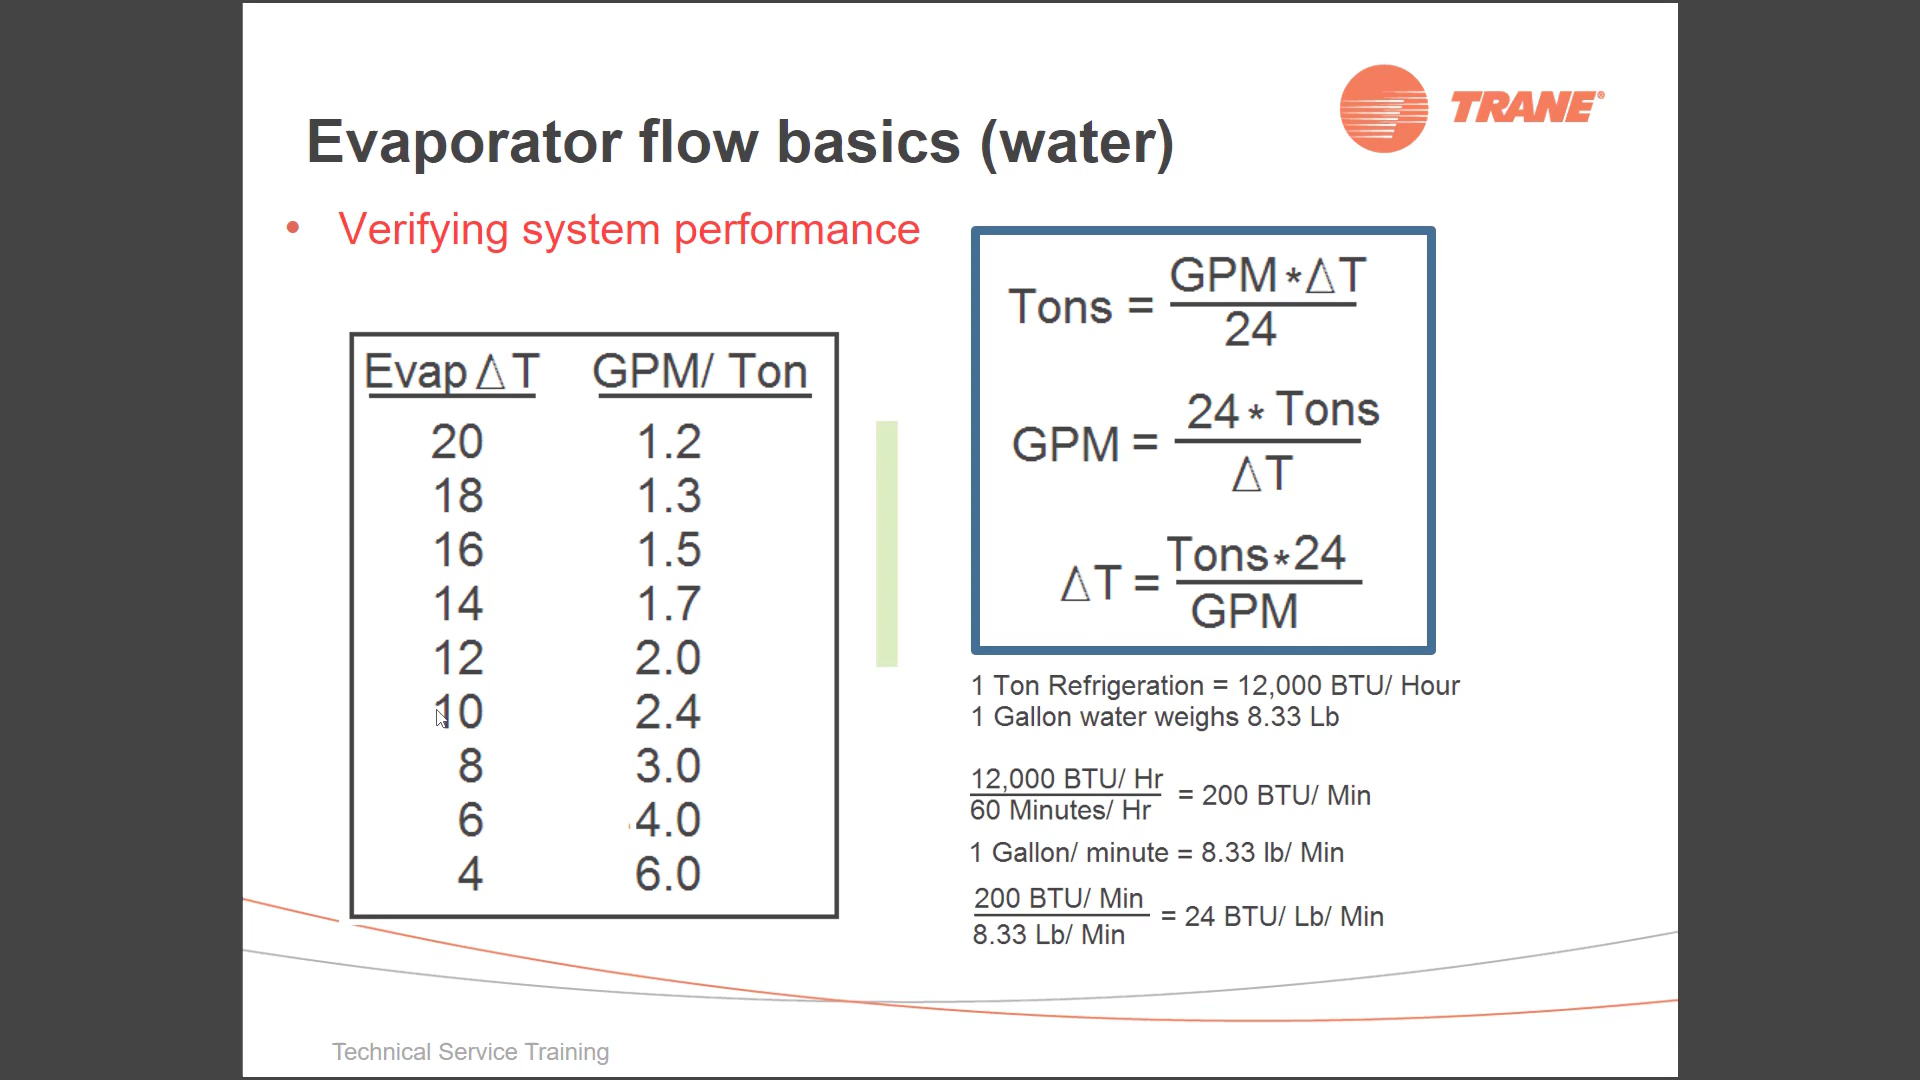 TRANE®
Evaporator flow basics (water)
• Verifying system performance
Evap ΔT GPM/ Ton
20 1.2
18 1.3
16 1.5
14 1.7
12 2.0
10 2.4
8 3.0
6 4.0
4 6.0
Tons = GPM*ΔT
24
GPM = 24* Tons
ΔT
ΔT = Tons*24
GPM
1 Ton Refrigeration = 12,000 BTU/ Hour
1 Gallon water weighs 8.33 Lb
12,000 BTU/ Hr
60 Minutes/ Hr
= 200 BTU/ Min
1 Gallon/ minute = 8.33 lb/ Min
200 BTU/ Min
8.33 Lb/ Min
= 24 BTU/ Lb/ Min
Technical Service Training